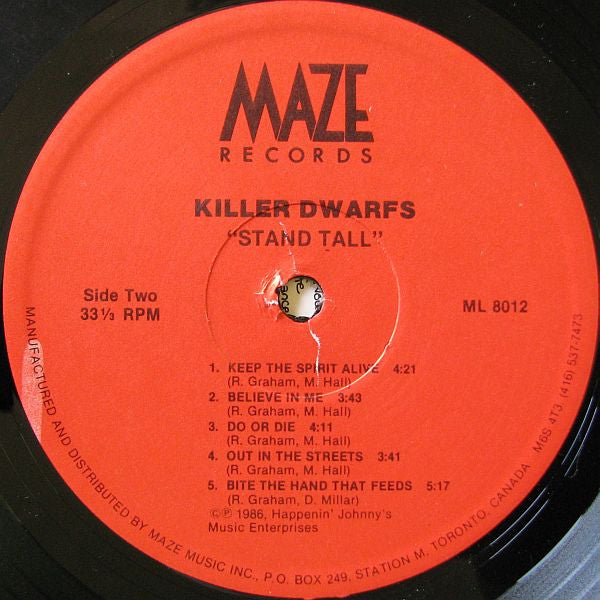 MAZE
RECORDS
KILLER DWARFS
"STAND TALL"
Side Two
33 ⅓ RPM
ML 8012
1. KEEP THE SPIRIT ALIVE 4:21
(R. Graham, M. Hall)
2. BELIEVE IN ME 3:43
(R. Graham, M. Hall)
3. DO OR DIE 4:11
(R. Graham, M. Hall)
4. OUT IN THE STREETS 3:41
(R. Graham, M. Hall)
5. BITE THE HAND THAT FEEDS 5:17
(R. Graham, D. Millar)
©℗ 1986, Happenin' Johnny's
Music Enterprises
MANUFACTURED AND DISTRIBUTED BY MAZE MUSIC INC., P.O. BOX 249, STATION M, TORONTO, CANADA M6S 4T3 (416) 537-7473